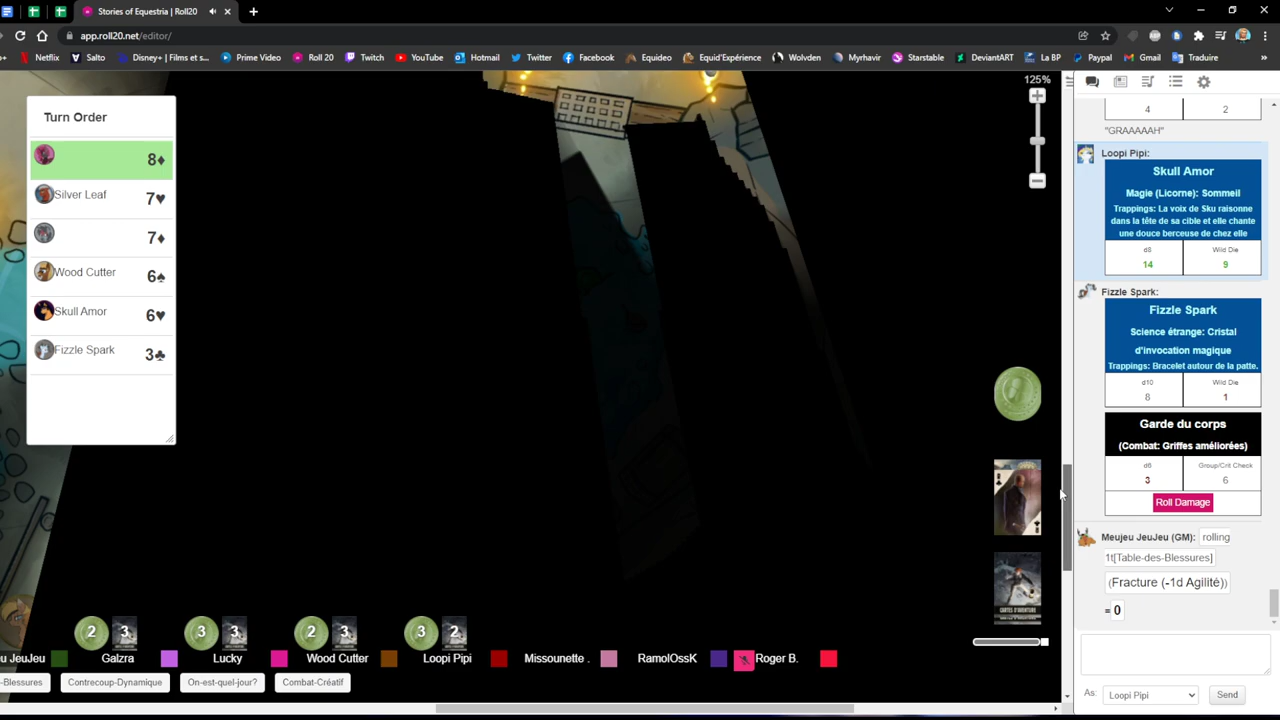 Stories of Equestria | Roll20
app.roll20.net/editor/
Netflix
Salto
Disney+ | Films et s...
Prime Video
Roll 20
Twitch
YouTube
Hotmail
Twitter
Facebook
Equideo
Equid'Expérience
Wolvden
Myrhavir
Starstable
DeviantART
La BP
Paypal
Gmail
Traduire
»
125%
Turn Order
8♦
Silver Leaf 7♥
7♦
Wood Cutter 6♠
Skull Amor 6♥
Fizzle Spark 3♣
4 2
"GRAAAAAH"
Loopi Pipi:
Skull Amor
Magie (Licorne): Sommeil
Trappings: La voix de Sku raisonne
dans la tête de sa cible et elle chante
une douce berceuse de chez elle
d8 Wild Die
14 9
Fizzle Spark:
Fizzle Spark
Science étrange: Cristal
d'invocation magique
Trappings: Bracelet autour de la patte.
d10 Wild Die
8 1
Garde du corps
(Combat: Griffes améliorées)
d6 Group/Crit Check
3 6
Roll Damage
Meujeu JeuJeu (GM): rolling
1t[Table-des-Blessures]
(Fracture (-1d Agilité))
= 0
CARTES D'AVENTURE
2 3 3 3 2 3 3 2
u JeuJeu Galzra Lucky Wood Cutter Loopi Pipi Missounette . RamolOssK Roger B.
-Blessures Contrecoup-Dynamique On-est-quel-jour? Combat-Créatif
As: Loopi Pipi Send